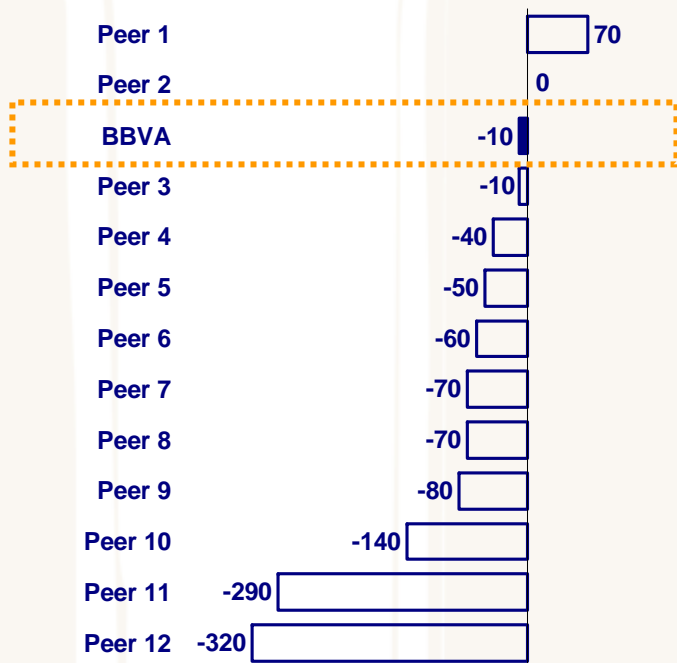 Peer 1 70
Peer 2 0
BBVA -10
Peer 3 -10
Peer 4 -40
Peer 5 -50
Peer 6 -60
Peer 7 -70
Peer 8 -70
Peer 9 -80
Peer 10 -140
Peer 11 -290
Peer 12 -320